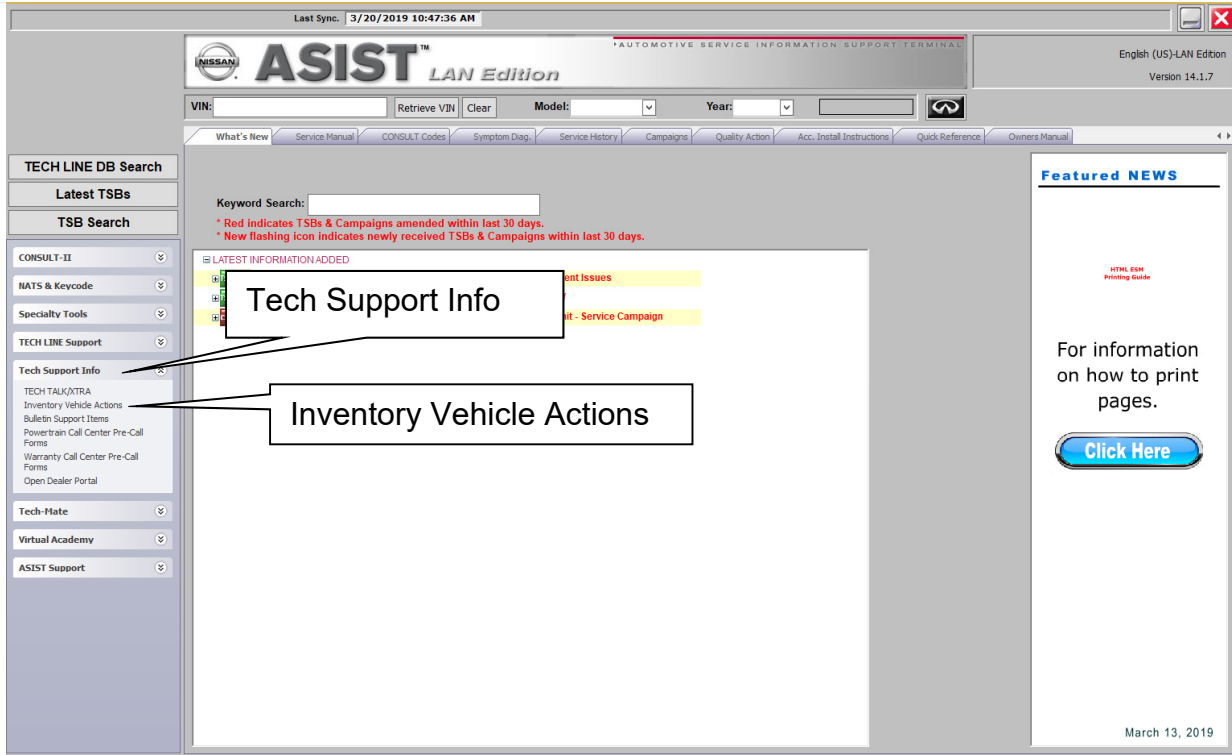 Last Sync. 3/20/2019 10:47:36 AM
NISSAN ASIST™ LAN Edition
AUTOMOTIVE SERVICE INFORMATION SUPPORT TERMINAL
English (US)-LAN Edition
Version 14.1.7
VIN: Retrieve VIN Clear Model: Year:
What's New Service Manual CONSULT Codes Symptom Diag. Service History Campaigns Quality Action Acc. Install Instructions Quick Reference Owners Manual
TECH LINE DB Search
Latest TSBs
TSB Search
CONSULT-II
NATS & Keycode
Specialty Tools
TECH LINE Support
Tech Support Info
TECH TALK/XTRA
Inventory Vehicle Actions
Bulletin Support Items
Powertrain Call Center Pre-Call
Forms
Warranty Call Center Pre-Call
Forms
Open Dealer Portal
Tech-Mate
Virtual Academy
ASIST Support
Keyword Search:
* Red indicates TSBs & Campaigns amended within last 30 days.
* New flashing icon indicates newly received TSBs & Campaigns within last 30 days.
LATEST INFORMATION ADDED
Issues
- Service Campaign
Tech Support Info
Inventory Vehicle Actions
Featured NEWS
HTML ESM
Printing Guide
For information
on how to print
pages.
Click Here
March 13, 2019